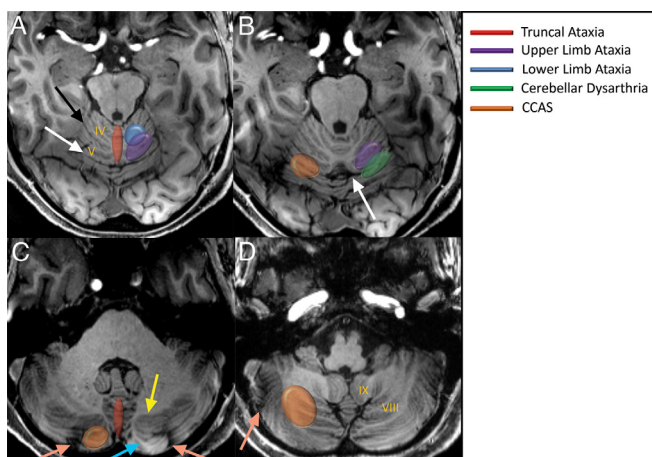 A
B
Truncal Ataxia
Upper Limb Ataxia
Lower Limb Ataxia
Cerebellar Dysarthria
CCAS
IV
V
C
D
IX
VIII